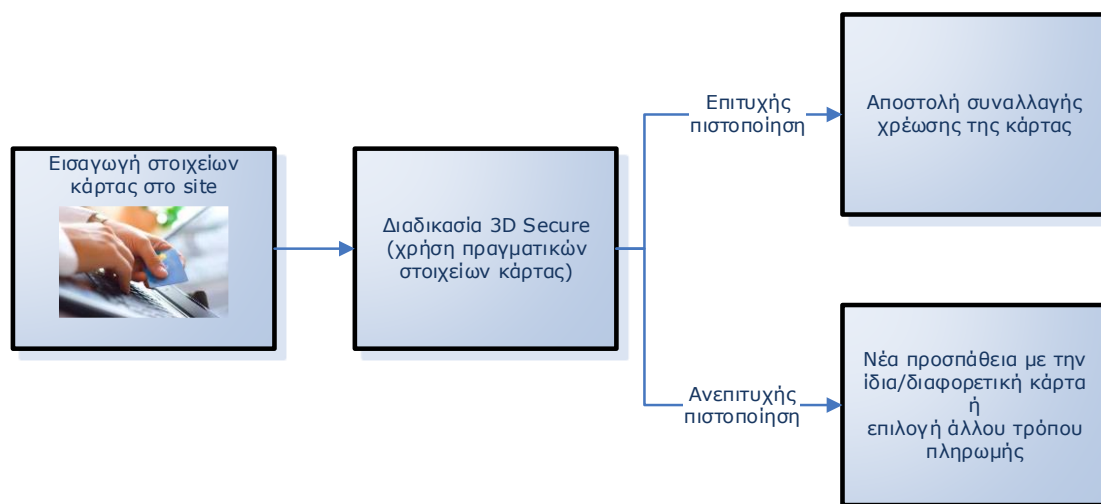 Εισαγωγή στοιχείων
κάρτας στο site
Διαδικασία 3D Secure
(χρήση πραγματικών
στοιχείων κάρτας)
Επιτυχής
πιστοποίηση
Αποστολή συναλλαγής
χρέωσης της κάρτας
Ανεπιτυχής
πιστοποίηση
Νέα προσπάθεια με την
ίδια/διαφορετική κάρτα
ή
επιλογή άλλου τρόπου
πληρωμής